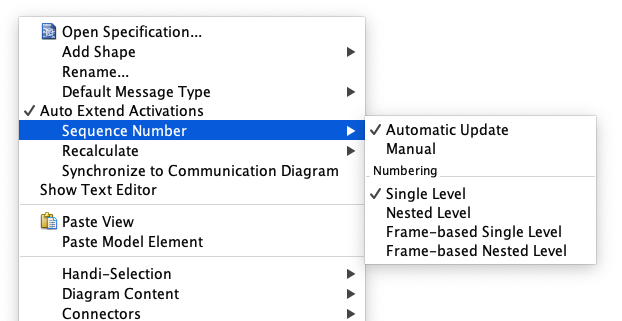 Open Specification...
Add Shape
Rename...
Default Message Type
Auto Extend Activations
Sequence Number
Recalculate
Synchronize to Communication Diagram
Show Text Editor
Paste View
Paste Model Element
Handi-Selection
Diagram Content
Connectors
Automatic Update
Manual
Numbering
Single Level
Nested Level
Frame-based Single Level
Frame-based Nested Level